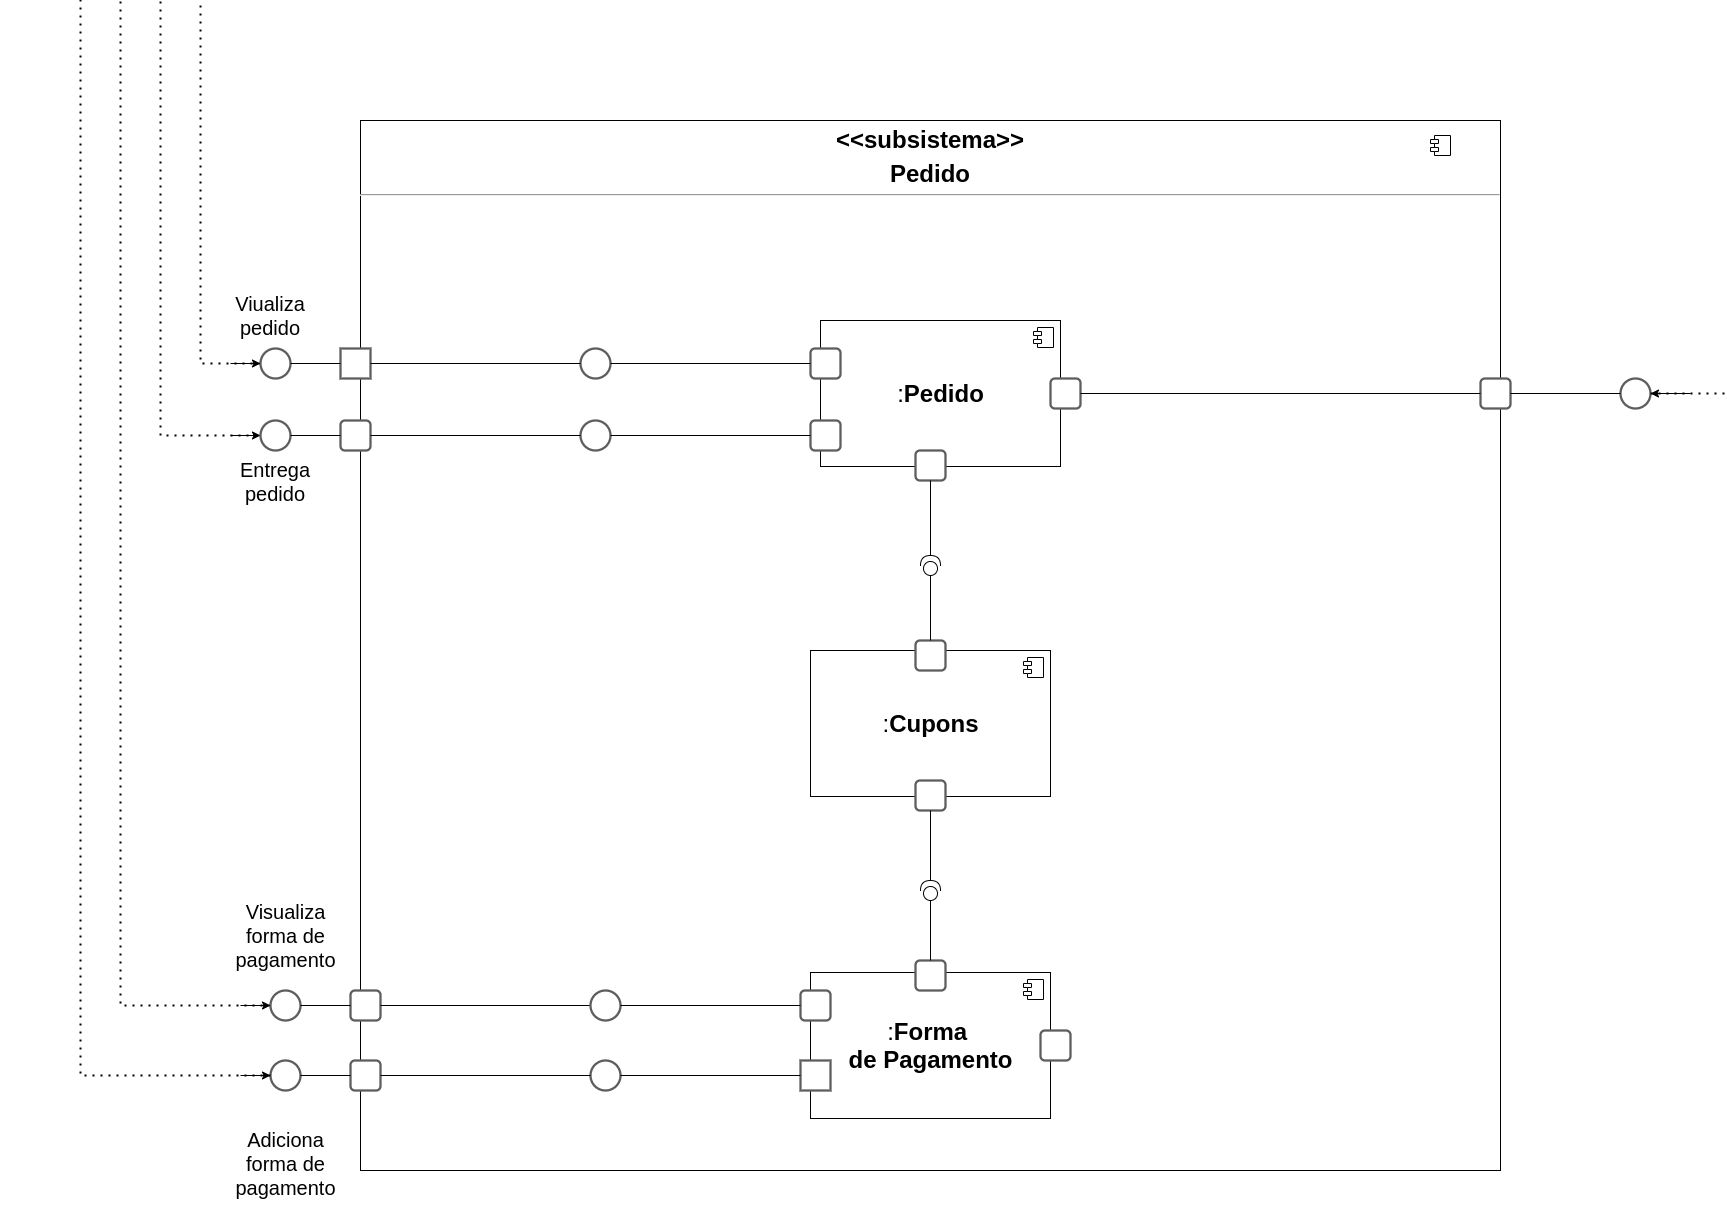 <<subsistema>>
Pedido
Viualiza
pedido
:Pedido
Entrega
pedido
:Cupons
Visualiza
forma de
pagamento
:Forma
de Pagamento
Adiciona
forma de
pagamento